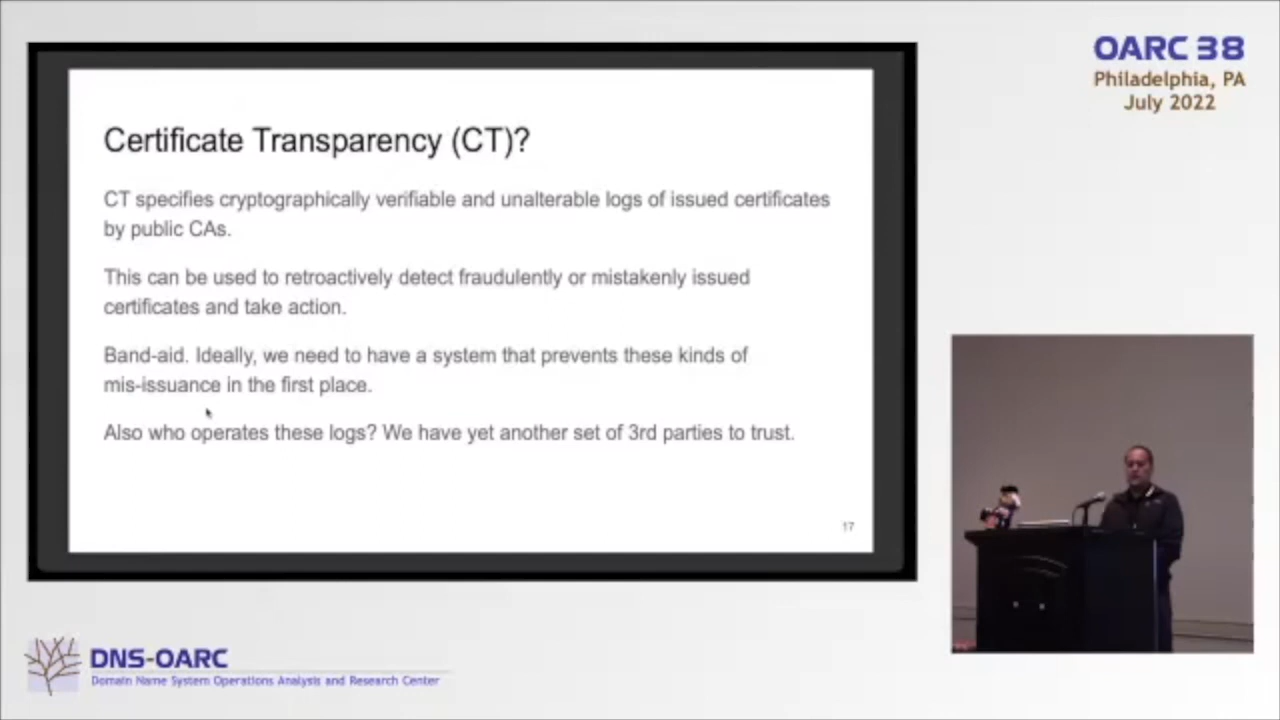 OARC 38
Philadelphia, PA
July 2022
Certificate Transparency (CT)?
CT specifies cryptographically verifiable and unalterable logs of issued certificates
by public CAs.
This can be used to retroactively detect fraudulently or mistakenly issued
certificates and take action.
Band-aid. Ideally, we need to have a system that prevents these kinds of
mis-issuance in the first place.
Also who operates these logs? We have yet another set of 3rd parties to trust.
17
DNS-OARC
Domain Name System Operations Analysis and Research Center